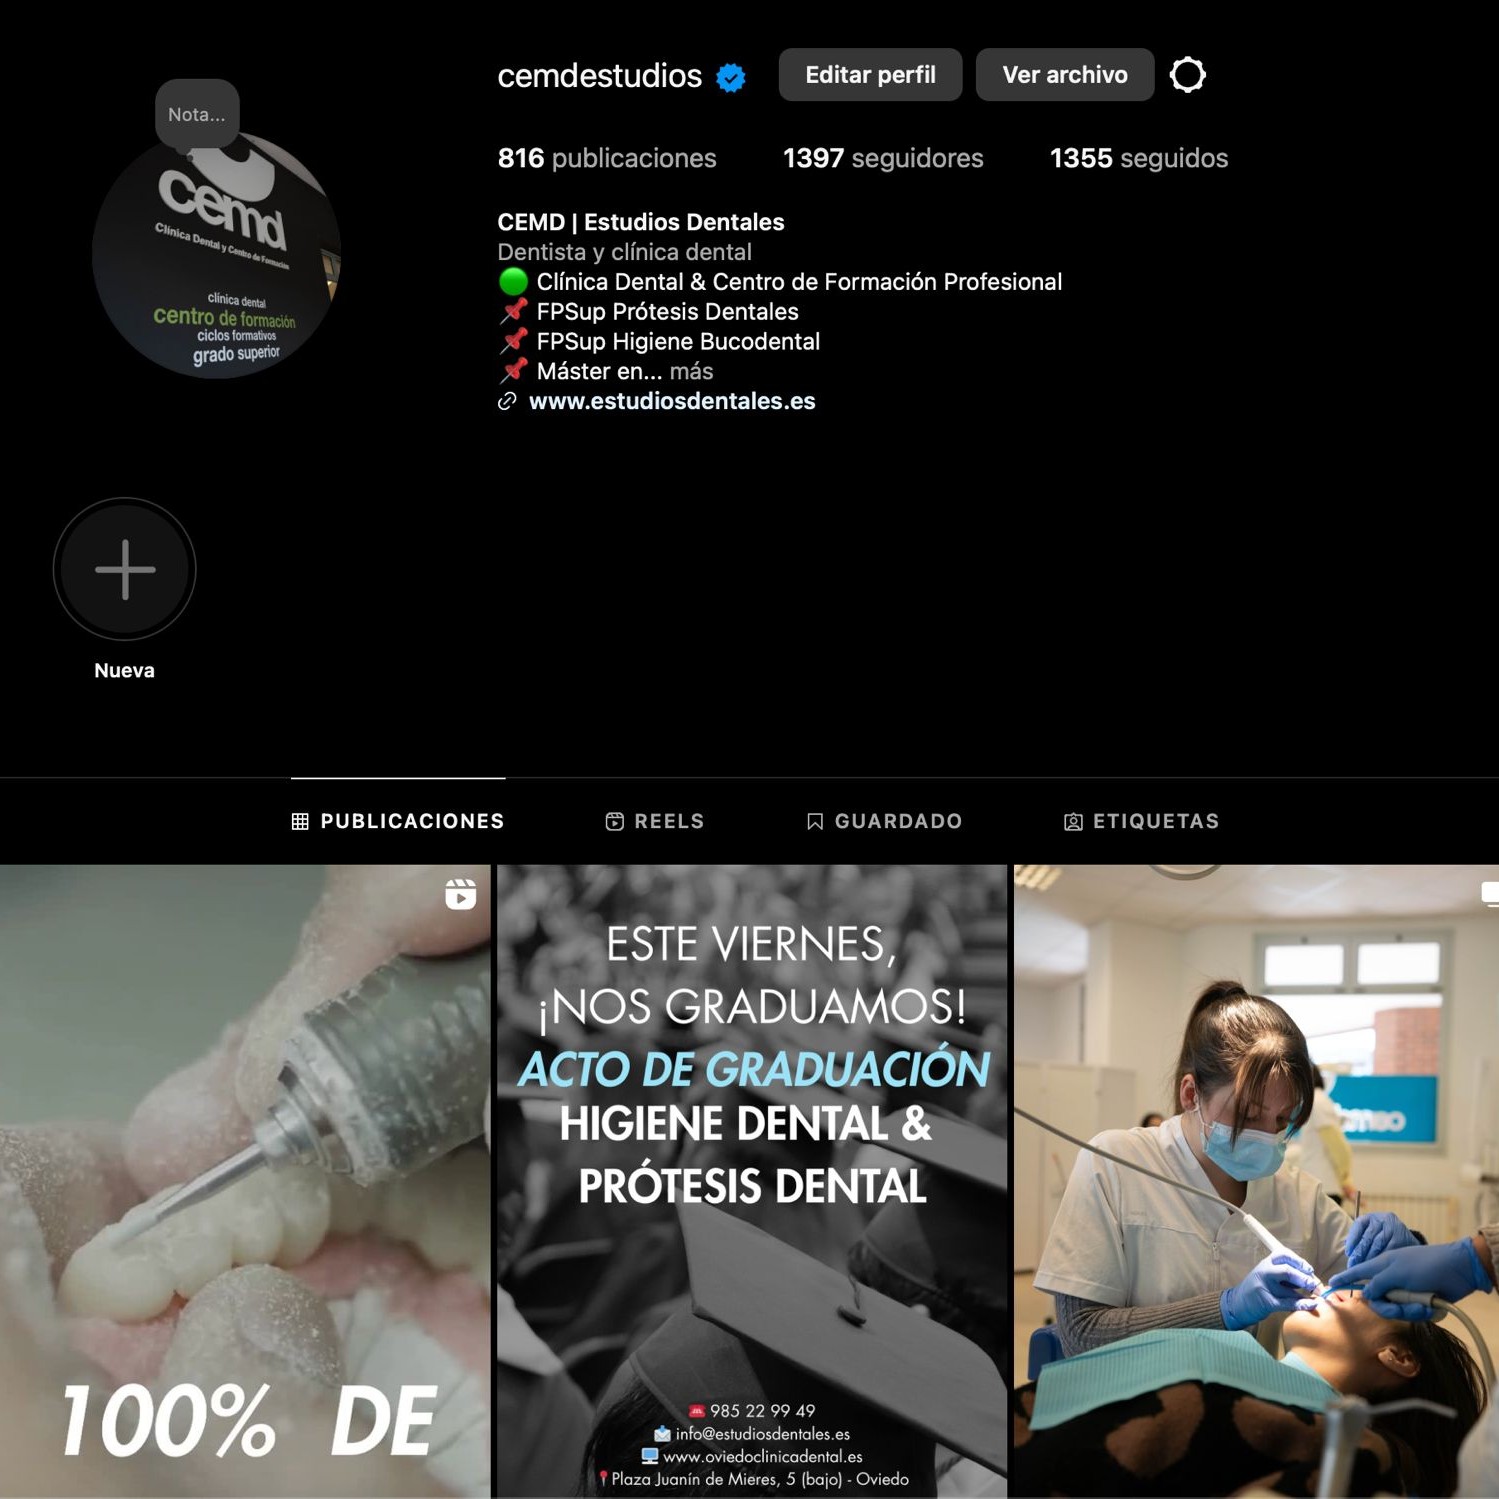 cemdestudios
Editar perfil
Ver archivo
Nota...
816 publicaciones
1397 seguidores
1355 seguidos
cemd
Clínica Dental y Centro de Formación
clínica dental
centro de formación
ciclos formativos
grado superior
CEMD | Estudios Dentales
Dentista y clínica dental
Clínica Dental & Centro de Formación Profesional
FPSup Prótesis Dentales
FPSup Higiene Bucodental
Máster en... más
www.estudiosdentales.es
Nueva
PUBLICACIONES
REELS
GUARDADO
ETIQUETAS
100% DE
ESTE VIERNES,
¡NOS GRADUAMOS!
ACTO DE GRADUACIÓN
HIGIENE DENTAL &
PRÓTESIS DENTAL
985 22 99 49
info@estudiosdentales.es
www.oviedoclinicadental.es
Plaza Juanín de Mieres, 5 (bajo) - Oviedo